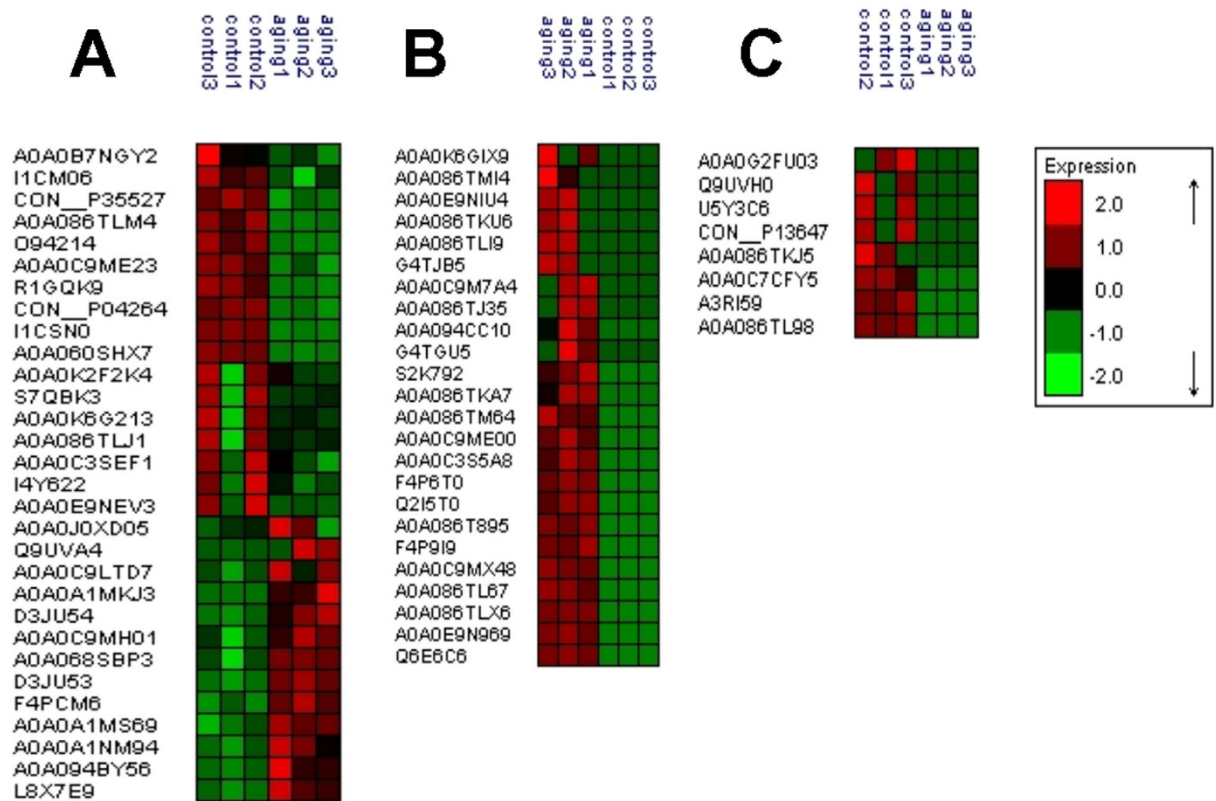 A
control3
control1
control2
aging1
aging2
aging3
A0A0B7NGY2
I1CM06
CON__P35527
A0A086TLM4
O94214
A0A0C9ME23
R1GQK9
CON__P04264
I1CSN0
A0A060SHX7
A0A0K2F2K4
S7QBK3
A0A0K6G213
A0A086TLJ1
A0A0C3SEF1
I4Y622
A0A0E9NEV3
A0A0J0XD05
Q9UVA4
A0A0C9LTD7
A0A0A1MKJ3
D3JU54
A0A0C9MH01
A0A068SBP3
D3JU53
F4PCM6
A0A0A1MS69
A0A0A1NM94
A0A094BY56
L8X7E9
B
aging3
aging2
aging1
control1
control2
control3
A0A0K6GIX9
A0A086TMI4
A0A0E9NIU4
A0A086TKU6
A0A086TLI9
G4TJB5
A0A0C9M7A4
A0A086TJ35
A0A094CC10
G4TGU5
S2K792
A0A086TKA7
A0A086TM64
A0A0C9ME00
A0A0C3S5A8
F4P6T0
Q2I5T0
A0A086T895
F4P9I9
A0A0C9MX48
A0A086TL67
A0A086TLX6
A0A0E9N969
Q6E6C6
C
control2
control1
control3
aging1
aging2
aging3
A0A0G2FU03
Q9UVH0
U5Y3C6
CON__P13647
A0A086TKJ5
A0A0C7CFY5
A3RI59
A0A086TL98
Expression
2.0
1.0
0.0
-1.0
-2.0